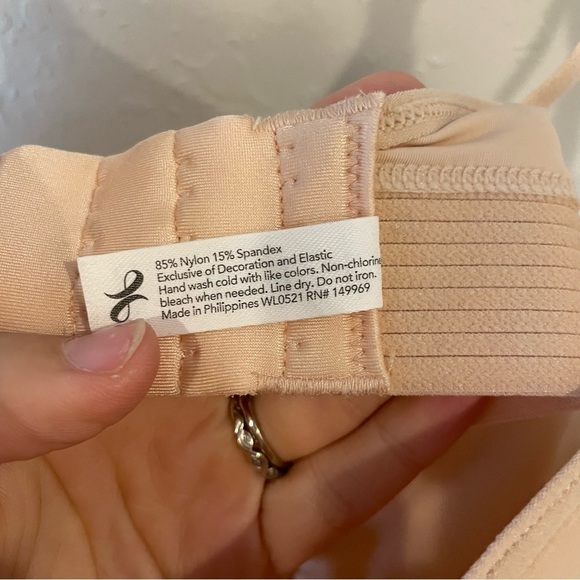 85% Nylon 15% Spandex
Exclusive of Decoration and Elastic
Hand wash cold with like colors. Non-chlorine
bleach when needed. Line dry. Do not iron.
Made in Philippines WL0521 RN# 149969